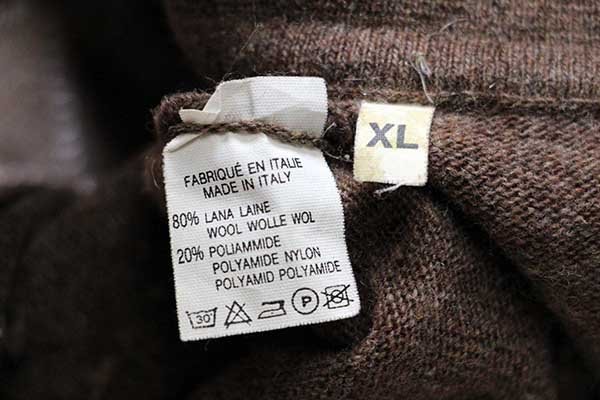 FABRIQUÉ EN ITALIE
MADE IN ITALY
80% LANA LAINE
WOOL WOLLE WOL
20% POLIAMMIDE
POLYAMIDE NYLON
POLYAMID POLYAMIDE
30° P
XL